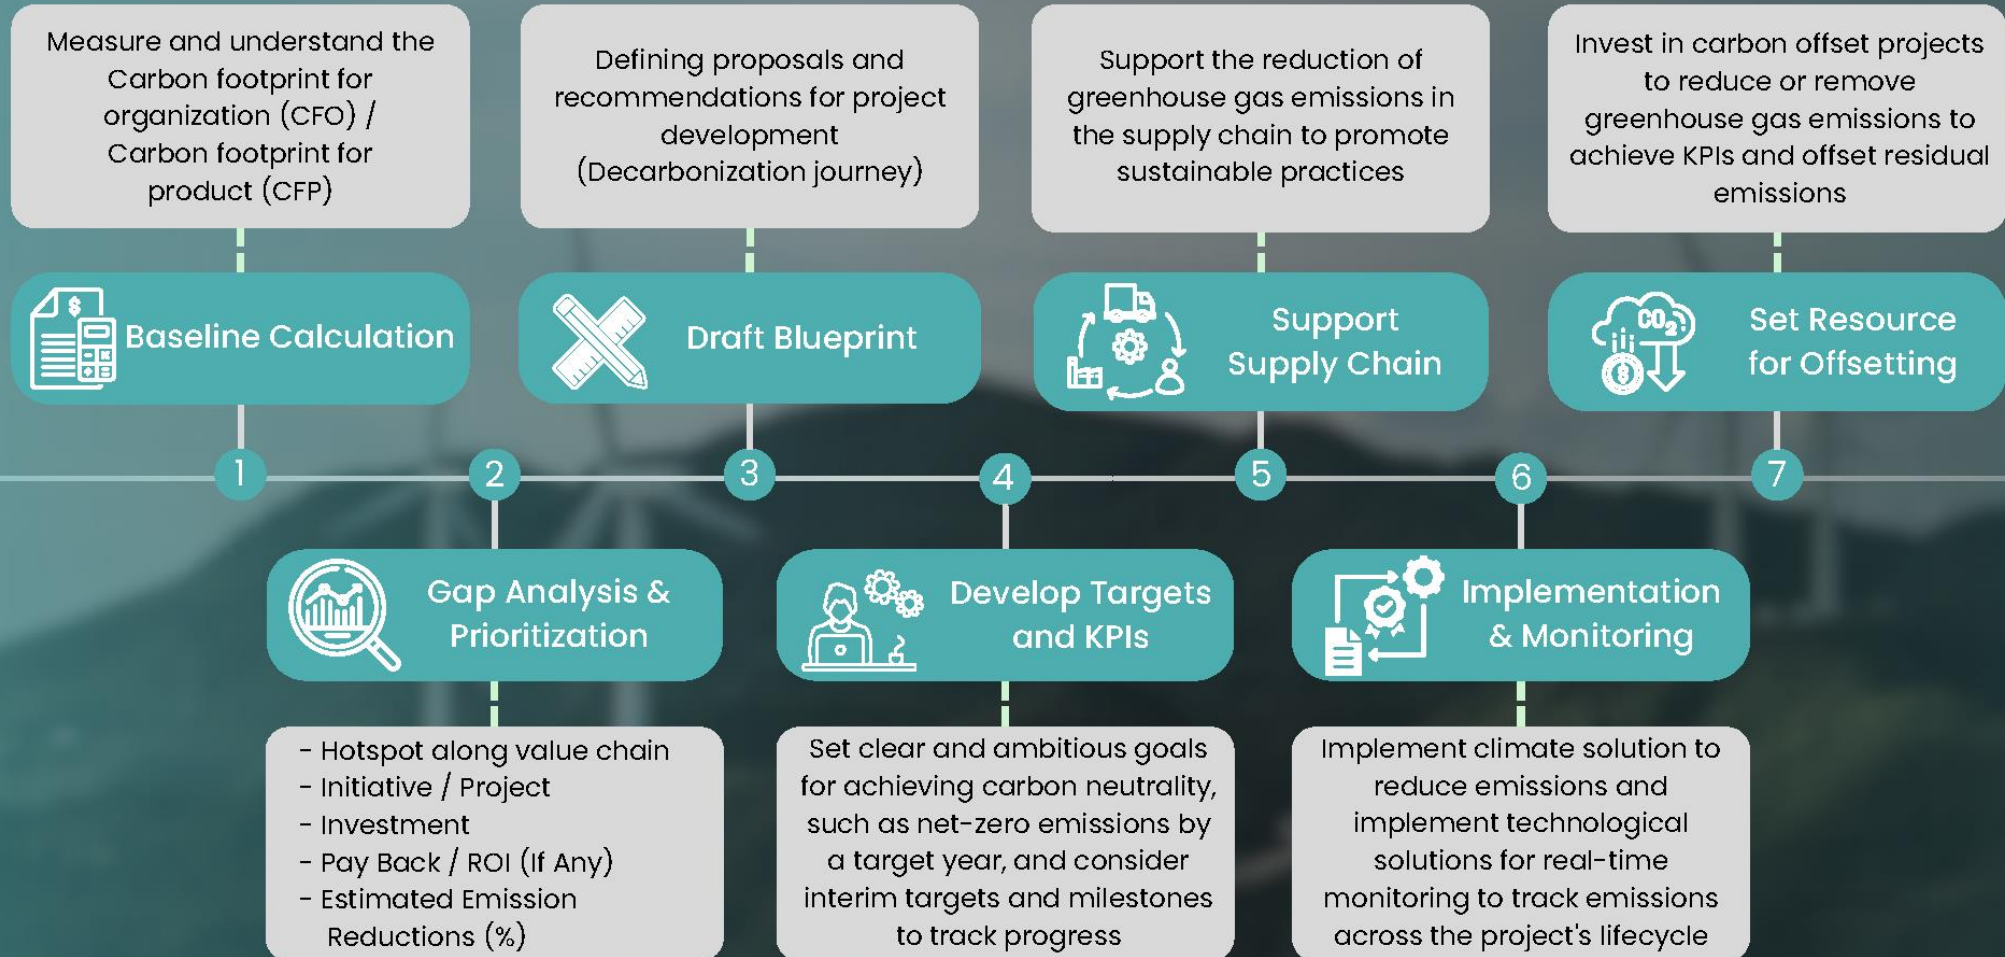 Measure and understand the
Carbon footprint for
organization (CFO) /
Carbon footprint for
product (CFP)
Baseline Calculation
1
2
Gap Analysis &
Prioritization
- Hotspot along value chain
- Initiative / Project
- Investment
- Pay Back / ROI (If Any)
- Estimated Emission
Reductions (%)
Defining proposals and
recommendations for project
development
(Decarbonization journey)
Draft Blueprint
3
4
Develop Targets
and KPIs
Set clear and ambitious goals
for achieving carbon neutrality,
such as net-zero emissions by
a target year, and consider
interim targets and milestones
to track progress
Support the reduction of
greenhouse gas emissions in
the supply chain to promote
sustainable practices
Support
Supply Chain
5
6
Implementation
& Monitoring
Implement climate solution to
reduce emissions and
implement technological
solutions for real-time
monitoring to track emissions
across the project's lifecycle
Invest in carbon offset projects
to reduce or remove
greenhouse gas emissions to
achieve KPIs and offset residual
emissions
CO₂
$
Set Resource
for Offsetting
7